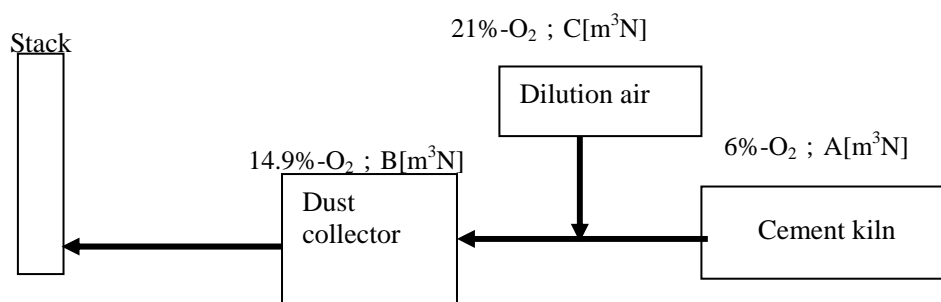 21%-O₂ ; C[m³N]
Stack
Dilution air
6%-O₂ ; A[m³N]
14.9%-O₂ ; B[m³N]
Dust
collector
Cement kiln